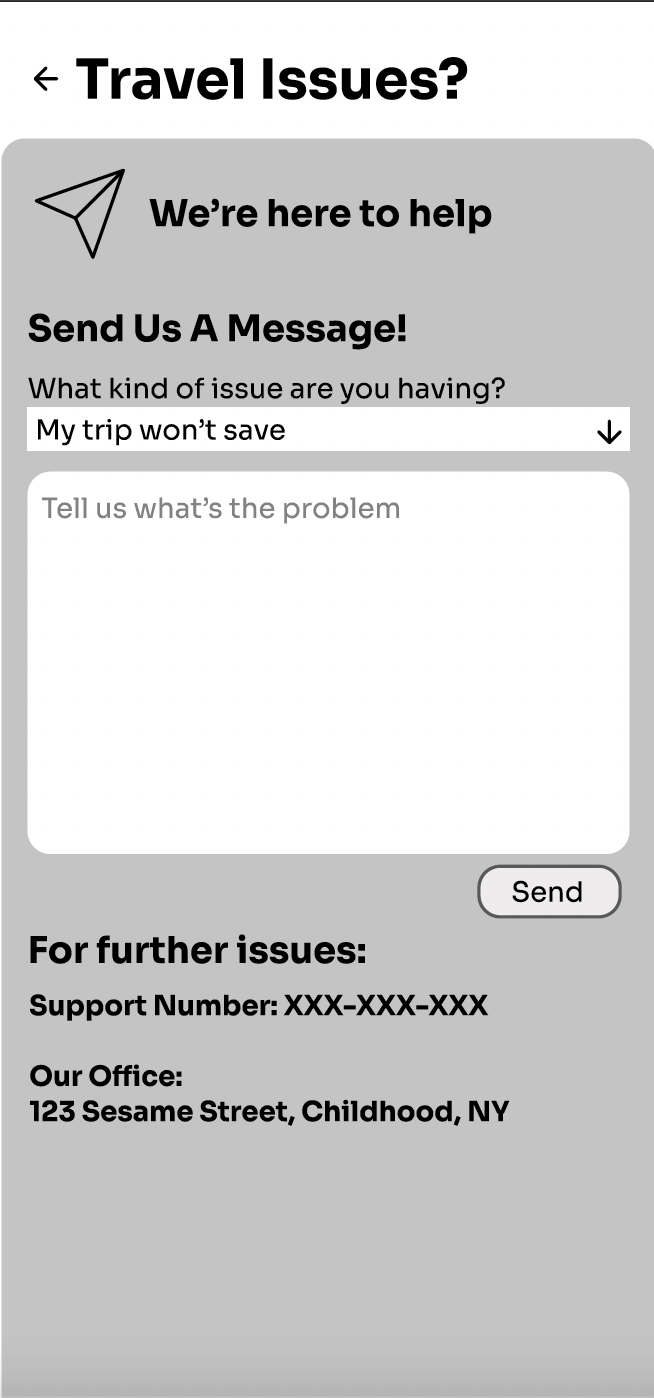 Travel Issues?
We’re here to help
Send Us A Message!
What kind of issue are you having?
My trip won’t save
Tell us what’s the problem
Send
For further issues:
Support Number: XXX-XXX-XXX
Our Office:
123 Sesame Street, Childhood, NY